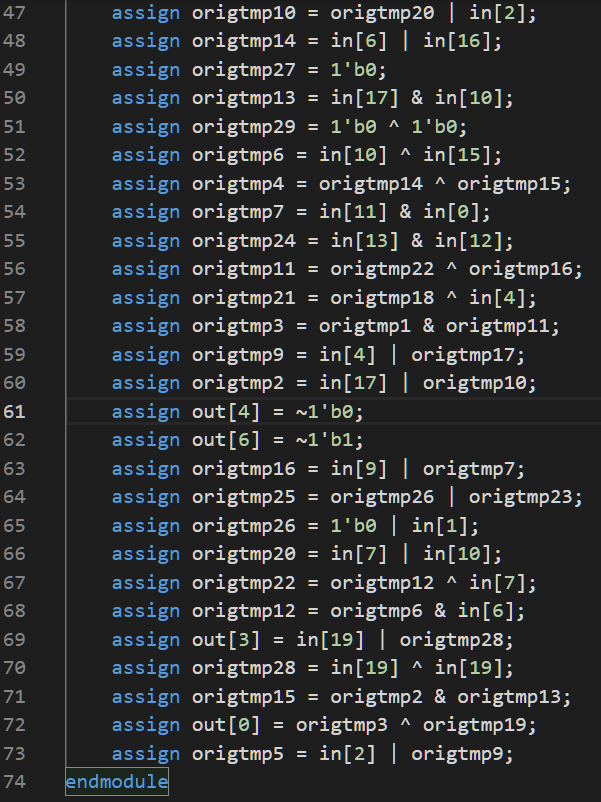 47 assign origtmp10 = origtmp20 | in[2];
48 assign origtmp14 = in[6] | in[16];
49 assign origtmp27 = 1'b0;
50 assign origtmp13 = in[17] & in[10];
51 assign origtmp29 = 1'b0 ^ 1'b0;
52 assign origtmp6 = in[10] ^ in[15];
53 assign origtmp4 = origtmp14 ^ origtmp15;
54 assign origtmp7 = in[11] & in[0];
55 assign origtmp24 = in[13] & in[12];
56 assign origtmp11 = origtmp22 ^ origtmp16;
57 assign origtmp21 = origtmp18 ^ in[4];
58 assign origtmp3 = origtmp1 & origtmp11;
59 assign origtmp9 = in[4] | origtmp17;
60 assign origtmp2 = in[17] | origtmp10;
61 assign out[4] = ~1'b0;
62 assign out[6] = ~1'b1;
63 assign origtmp16 = in[9] | origtmp7;
64 assign origtmp25 = origtmp26 | origtmp23;
65 assign origtmp26 = 1'b0 | in[1];
66 assign origtmp20 = in[7] | in[10];
67 assign origtmp22 = origtmp12 ^ in[7];
68 assign origtmp12 = origtmp6 & in[6];
69 assign out[3] = in[19] | origtmp28;
70 assign origtmp28 = in[19] ^ in[19];
71 assign origtmp15 = origtmp2 & origtmp13;
72 assign out[0] = origtmp3 ^ origtmp19;
73 assign origtmp5 = in[2] | origtmp9;
74 endmodule